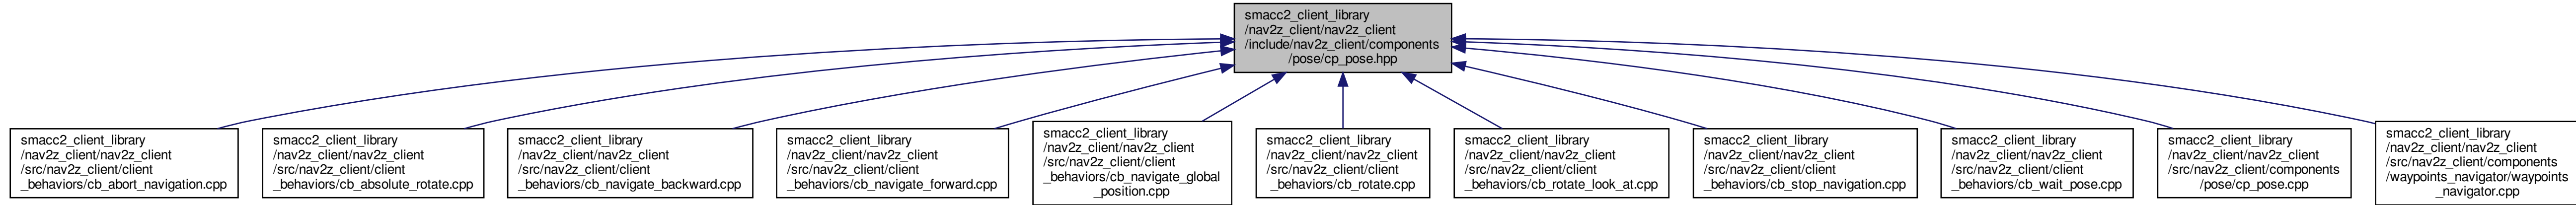 smacc2_client_library
/nav2z_client/nav2z_client
/include/nav2z_client/components
/pose/cp_pose.hpp
smacc2_client_library
/nav2z_client/nav2z_client
/src/nav2z_client/client
_behaviors/cb_abort_navigation.cpp
smacc2_client_library
/nav2z_client/nav2z_client
/src/nav2z_client/client
_behaviors/cb_absolute_rotate.cpp
smacc2_client_library
/nav2z_client/nav2z_client
/src/nav2z_client/client
_behaviors/cb_navigate_backward.cpp
smacc2_client_library
/nav2z_client/nav2z_client
/src/nav2z_client/client
_behaviors/cb_navigate_forward.cpp
smacc2_client_library
/nav2z_client/nav2z_client
/src/nav2z_client/client
_behaviors/cb_navigate_global
_position.cpp
smacc2_client_library
/nav2z_client/nav2z_client
/src/nav2z_client/client
_behaviors/cb_rotate.cpp
smacc2_client_library
/nav2z_client/nav2z_client
/src/nav2z_client/client
_behaviors/cb_rotate_look_at.cpp
smacc2_client_library
/nav2z_client/nav2z_client
/src/nav2z_client/client
_behaviors/cb_stop_navigation.cpp
smacc2_client_library
/nav2z_client/nav2z_client
/src/nav2z_client/client
_behaviors/cb_wait_pose.cpp
smacc2_client_library
/nav2z_client/nav2z_client
/src/nav2z_client/components
/pose/cp_pose.cpp
smacc2_client_library
/nav2z_client/nav2z_client
/src/nav2z_client/components
/waypoints_navigator/waypoints
_navigator.cpp